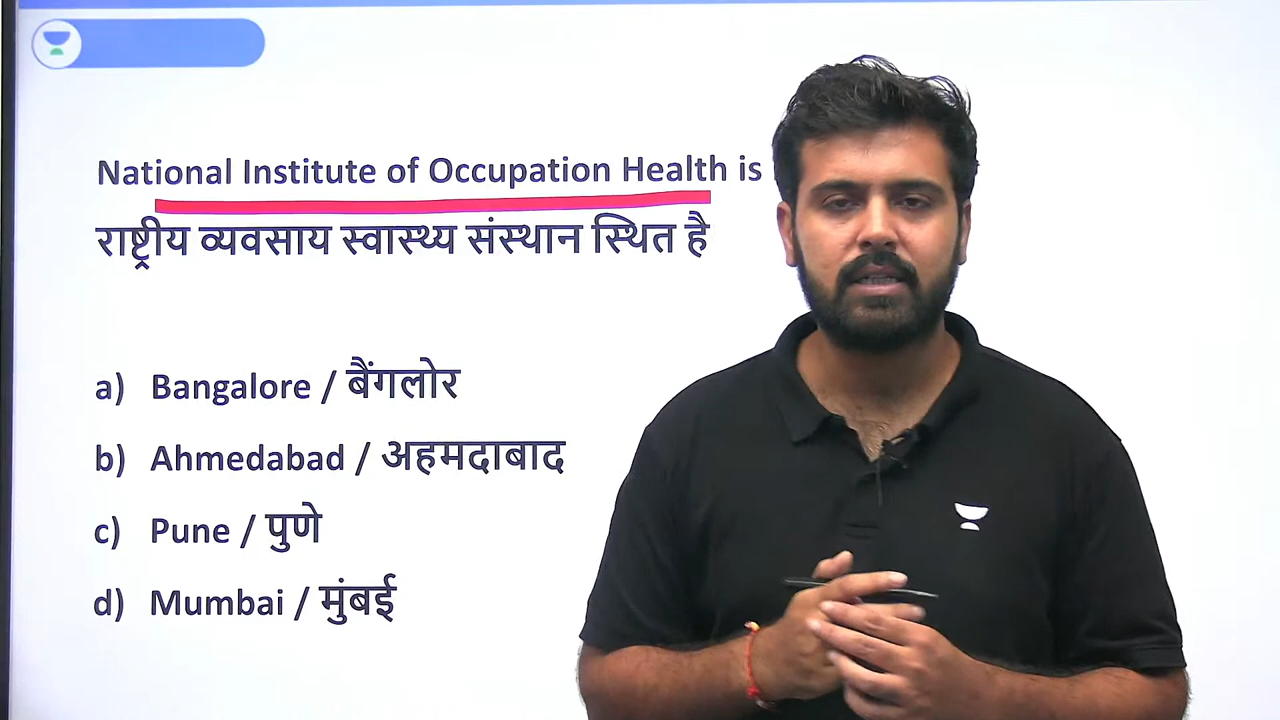 National Institute of Occupation Health is
राष्ट्रीय व्यवसाय स्वास्थ्य संस्थान स्थित है
a) Bangalore / बैंगलोर
b) Ahmedabad / अहमदाबाद
c) Pune / पुणे
d) Mumbai / मुंबई